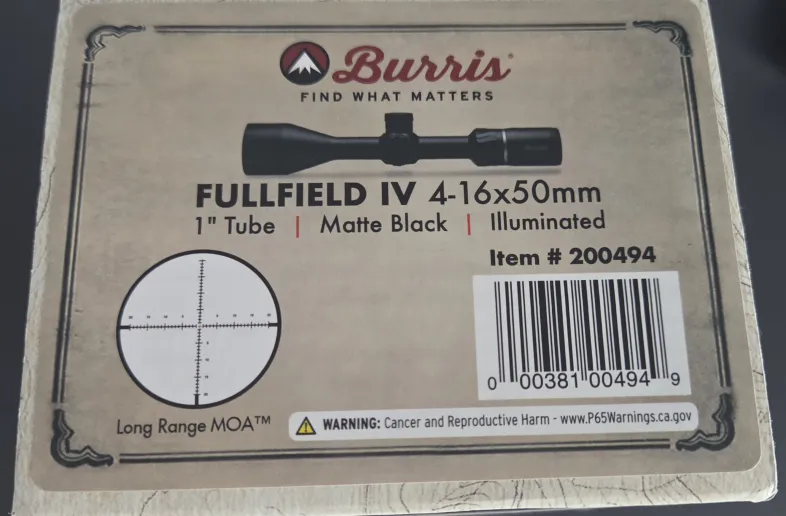 Burris®
FIND WHAT MATTERS
FULLFIELD IV 4-16x50mm
1" Tube | Matte Black | Illuminated
Item # 200494
0 00381 00494 9
Long Range MOA™
WARNING: Cancer and Reproductive Harm - www.P65Warnings.ca.gov